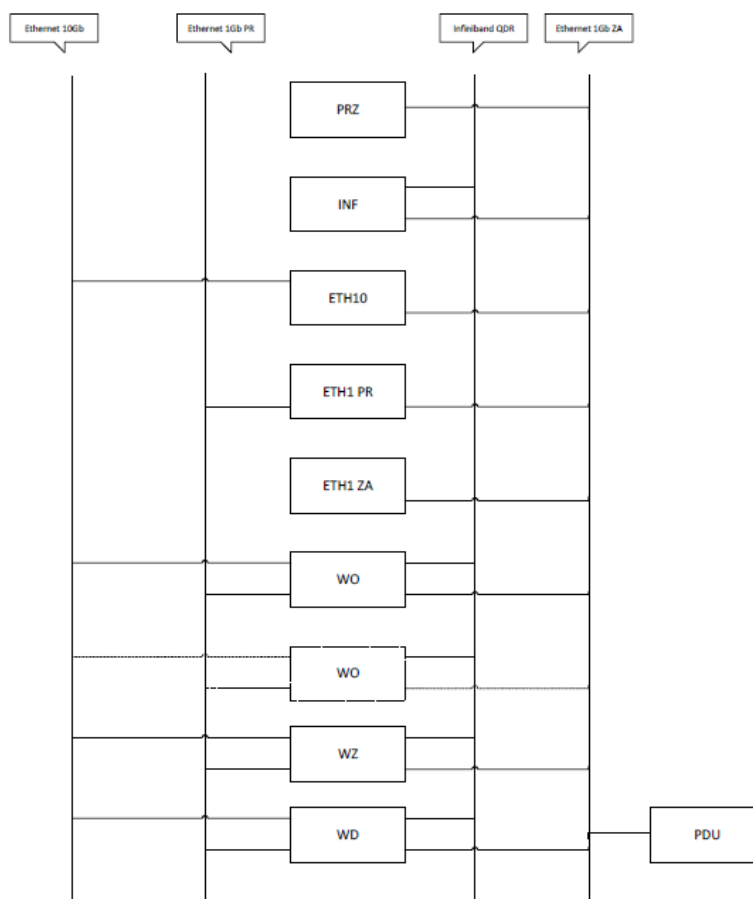 Ethernet 10Gb
Ethernet 1Gb PR
Infiniband QDR
Ethernet 1Gb ZA
PRZ
INF
ETH10
ETH1 PR
ETH1 ZA
WO
WO
WZ
WD
PDU